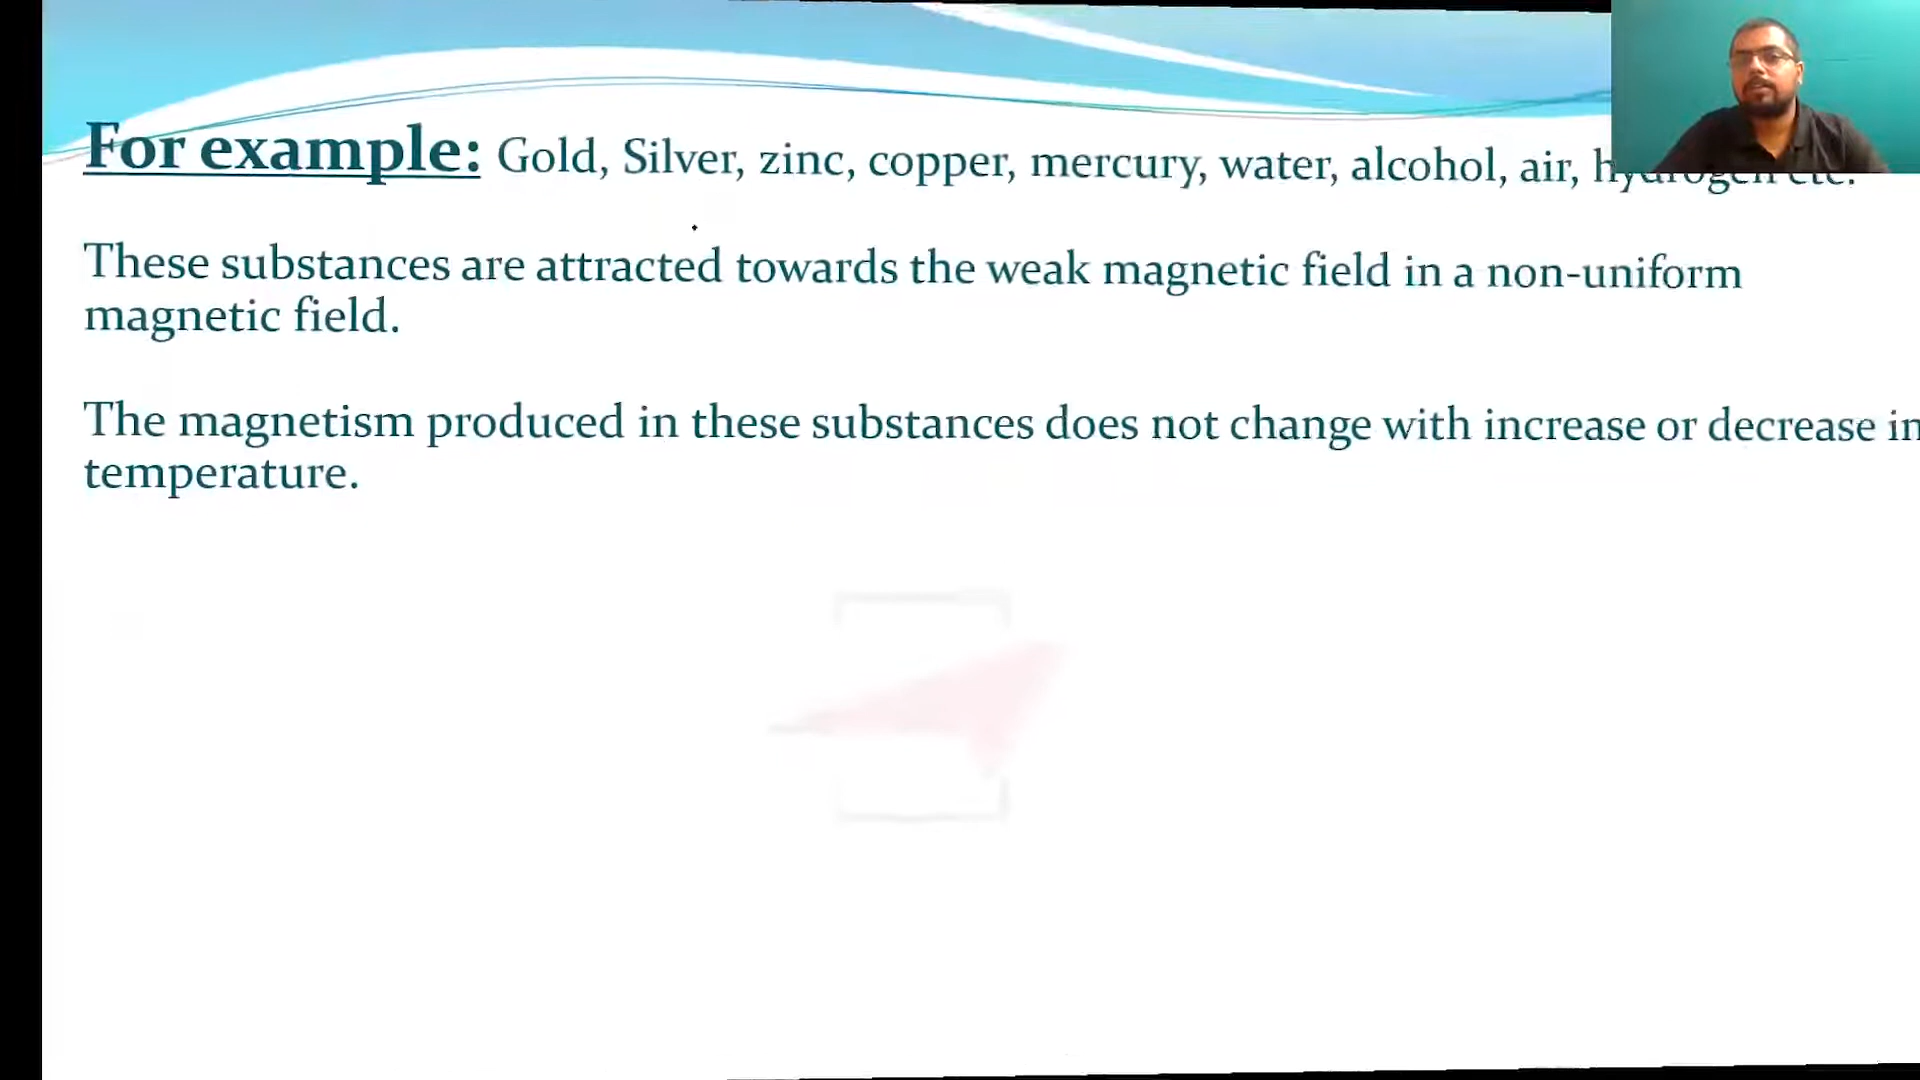 For example: Gold, Silver, zinc, copper, mercury, water, alcohol, air, hydrogen etc.
These substances are attracted towards the weak magnetic field in a non-uniform
magnetic field.
The magnetism produced in these substances does not change with increase or decrease in
temperature.